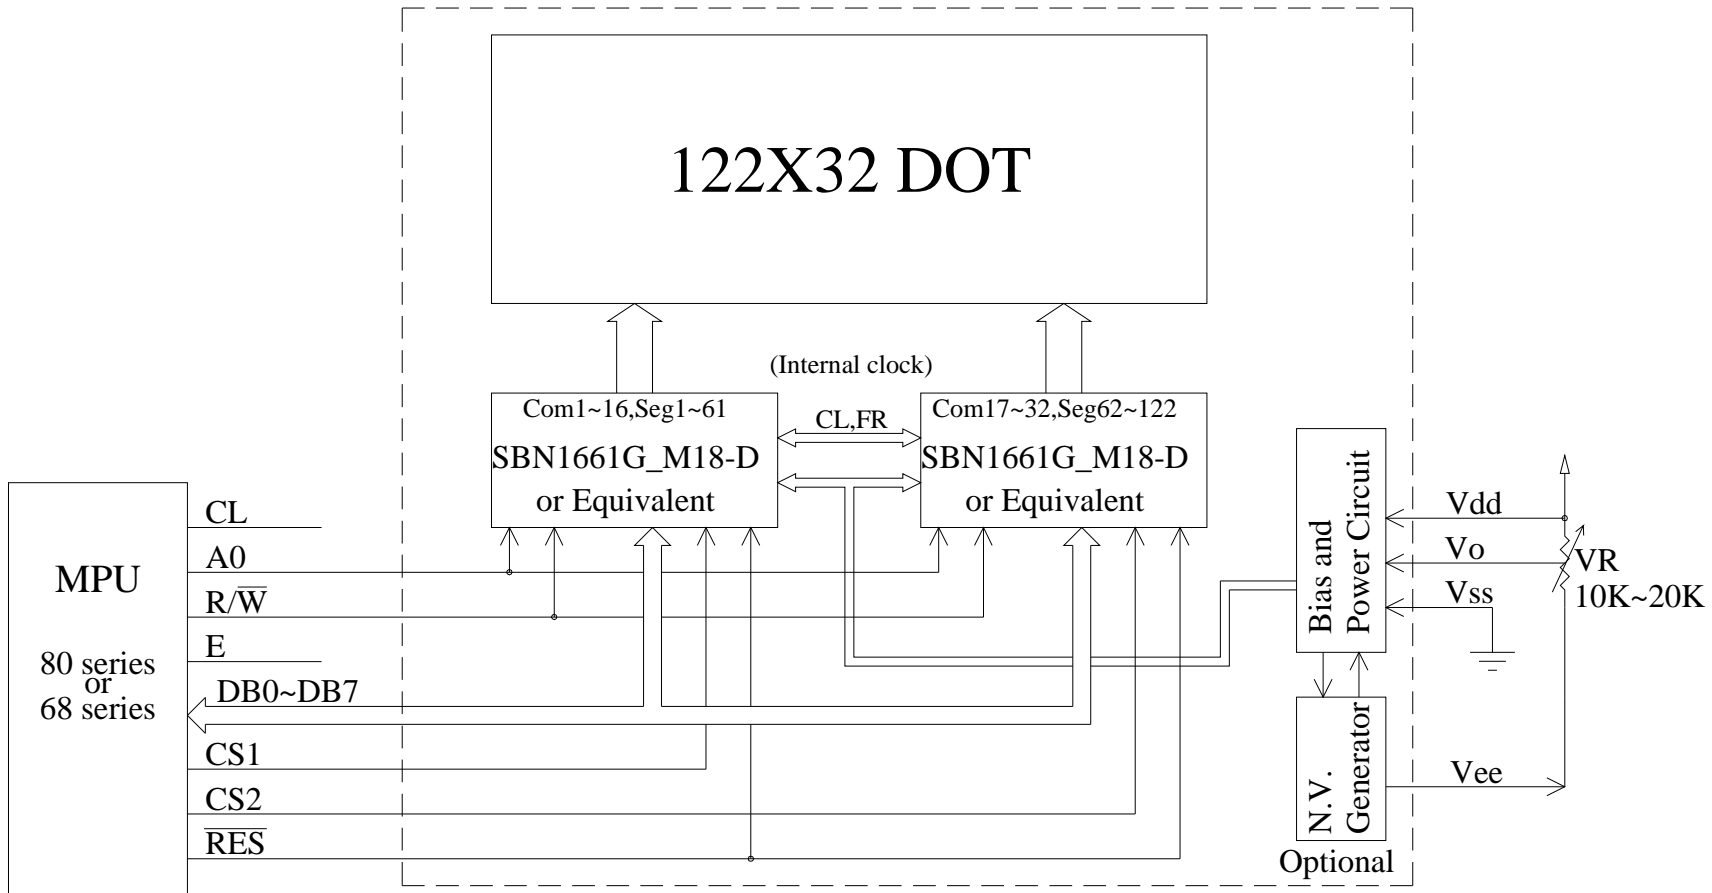 122X32 DOT
(Internal clock)
Com1~16,Seg1~61
SBN1661G_M18-D
or Equivalent
CL,FR
Com17~32,Seg62~122
SBN1661G_M18-D
or Equivalent
MPU
80 series
or
68 series
CL
A0
R/W̅
E
DB0~DB7
CS1
CS2
R̅E̅S̅
Bias and
Power Circuit
N.V.
Generator
Optional
Vdd
Vo
Vss
Vee
VR
10K~20K